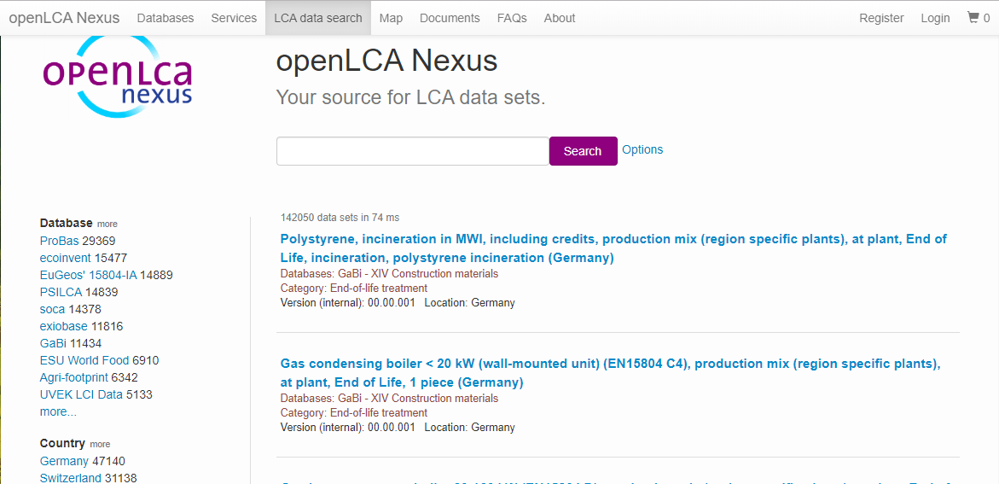 openLCA Nexus Databases Services LCA data search Map Documents FAQs About Register Login 0
openLca
nexus
openLCA Nexus
Your source for LCA data sets.
Search Options
Database more
ProBas 29369
ecoinvent 15477
EuGeos' 15804-IA 14889
PSILCA 14839
soca 14378
exiobase 11816
GaBi 11434
ESU World Food 6910
Agri-footprint 6342
UVEK LCI Data 5133
more...
Country more
Germany 47140
Switzerland 31138
142050 data sets in 74 ms
Polystyrene, incineration in MWI, including credits, production mix (region specific plants), at plant, End of
Life, incineration, polystyrene incineration (Germany)
Databases: GaBi - XIV Construction materials
Category: End-of-life treatment
Version (internal): 00.00.001 Location: Germany
Gas condensing boiler < 20 kW (wall-mounted unit) (EN15804 C4), production mix (region specific plants),
at plant, End of Life, 1 piece (Germany)
Databases: GaBi - XIV Construction materials
Category: End-of-life treatment
Version (internal): 00.00.001 Location: Germany